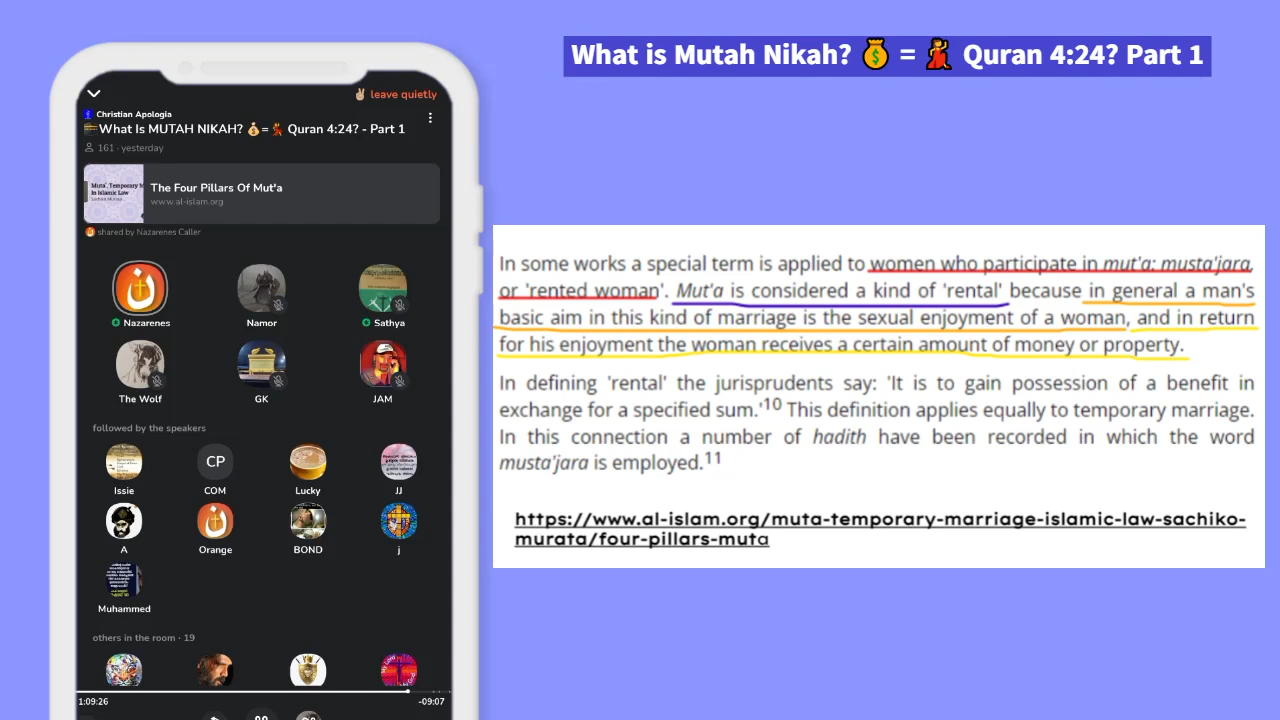 What is Mutah Nikah? 💰 = 💃 Quran 4:24? Part 1
✌🏼 leave quietly
Christian Apologia
What Is MUTAH NIKAH? 💰=💃 Quran 4:24? - Part 1
161 · yesterday
Muta', Temporary M
In Islamic Law
The Four Pillars Of Mut'a
www.al-islam.org
shared by Nazarenes Caller
Nazarenes
Namor
Sathya
The Wolf
GK
JAM
followed by the speakers
CP
Issie
COM
Lucky
JJ
A
Orange
BOND
j
Muhammed
others in the room · 19
My Lord
My God
1:09:26
-09:07
In some works a special term is applied to women who participate in mut'a: musta'jara,
or 'rented woman'. Mut'a is considered a kind of 'rental' because in general a man's
basic aim in this kind of marriage is the sexual enjoyment of a woman, and in return
for his enjoyment the woman receives a certain amount of money or property.
In defining 'rental' the jurisprudents say: 'It is to gain possession of a benefit in
exchange for a specified sum.'10 This definition applies equally to temporary marriage.
In this connection a number of hadith have been recorded in which the word
musta'jara is employed.11
https://www.al-islam.org/muta-temporary-marriage-islamic-law-sachiko-
murata/four-pillars-muta